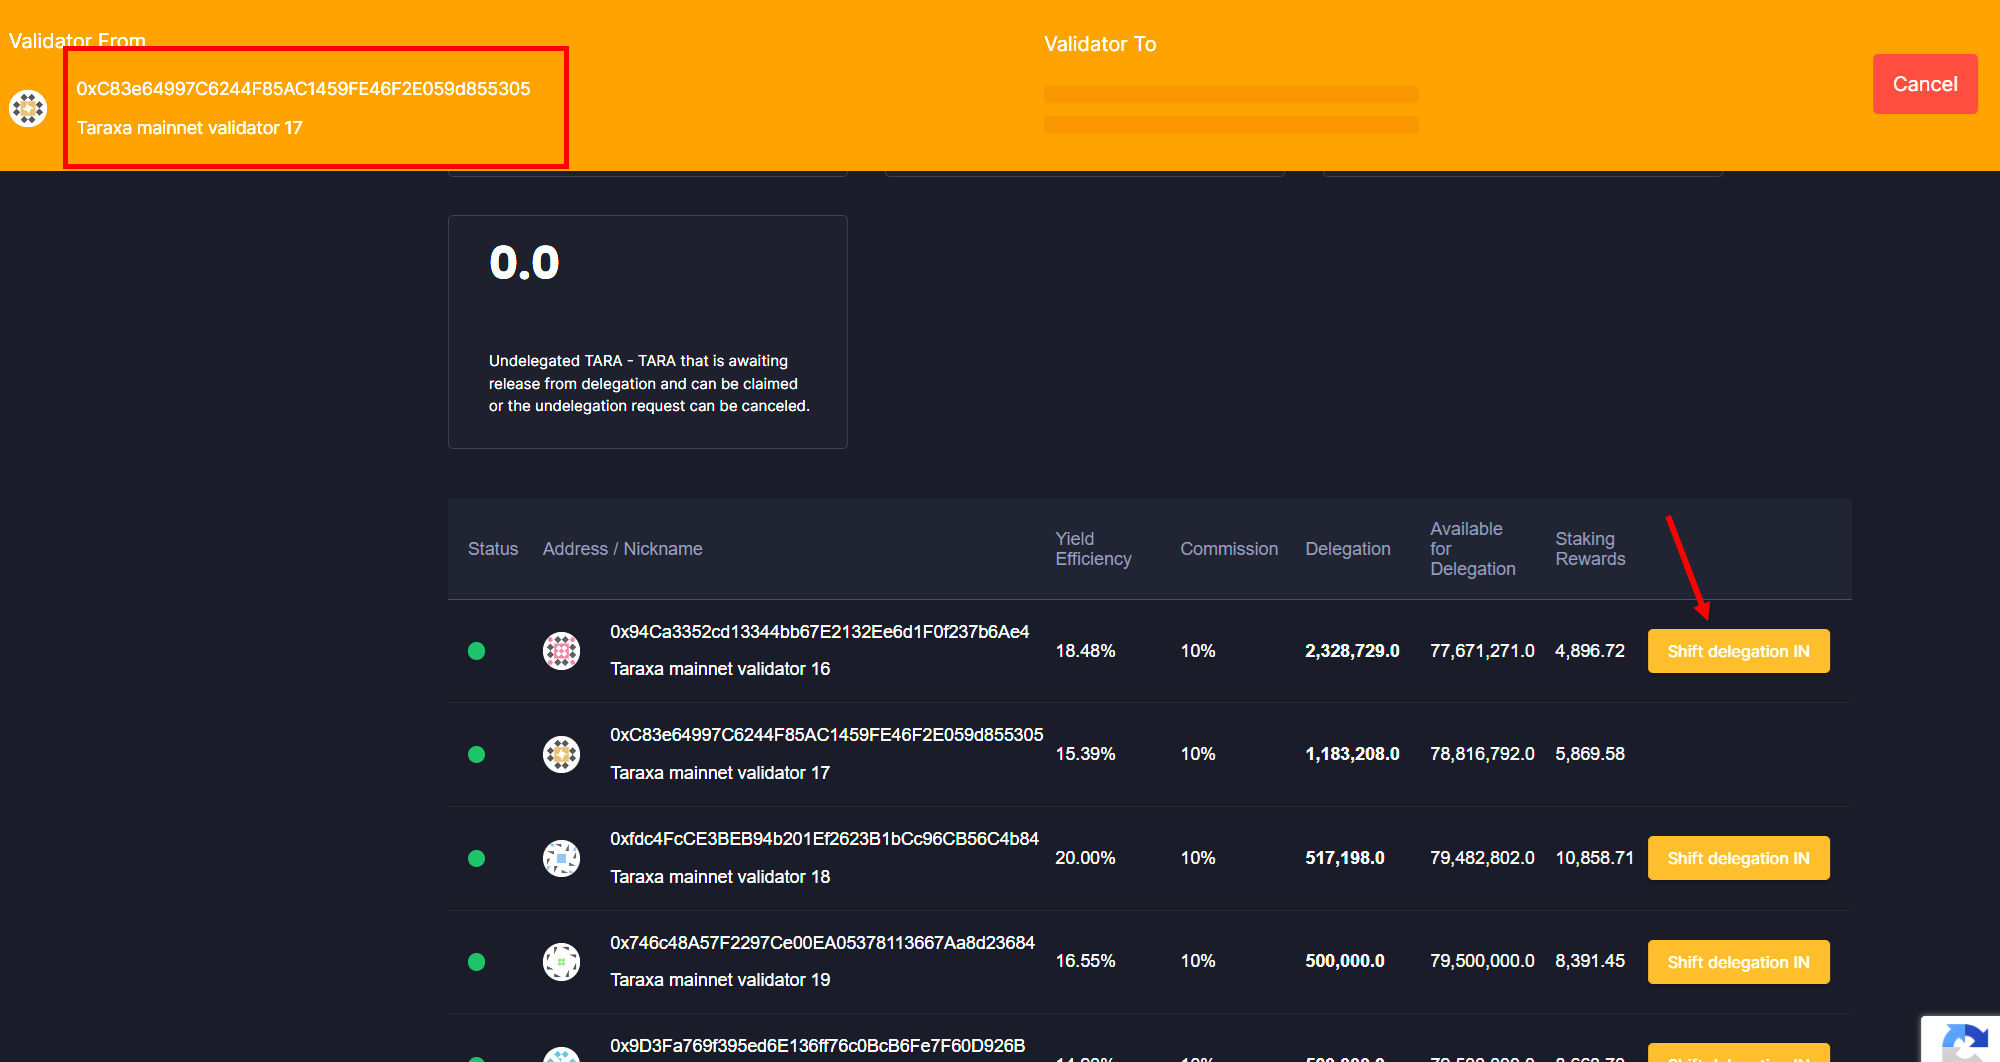 Validator From
0xC83e64997C6244F85AC1459FE46F2E059d855305
Taraxa mainnet validator 17
Validator To
Cancel
0.0
Undelegated TARA - TARA that is awaiting
release from delegation and can be claimed
or the undelegation request can be canceled.
Status Address / Nickname Yield Efficiency Commission Delegation Available for Delegation Staking Rewards
0x94Ca3352cd13344bb67E2132Ee6d1F0f237b6Ae4
Taraxa mainnet validator 16
18.48% 10% 2,328,729.0 77,671,271.0 4,896.72 Shift delegation IN
0xC83e64997C6244F85AC1459FE46F2E059d855305
Taraxa mainnet validator 17
15.39% 10% 1,183,208.0 78,816,792.0 5,869.58
0xfdc4FcCE3BEB94b201Ef2623B1bCc96CB56C4b84
Taraxa mainnet validator 18
20.00% 10% 517,198.0 79,482,802.0 10,858.71 Shift delegation IN
0x746c48A57F2297Ce00EA05378113667Aa8d23684
Taraxa mainnet validator 19
16.55% 10% 500,000.0 79,500,000.0 8,391.45 Shift delegation IN
0x9D3Fa769f395ed6E136ff76c0BcB6Fe7F60D926B